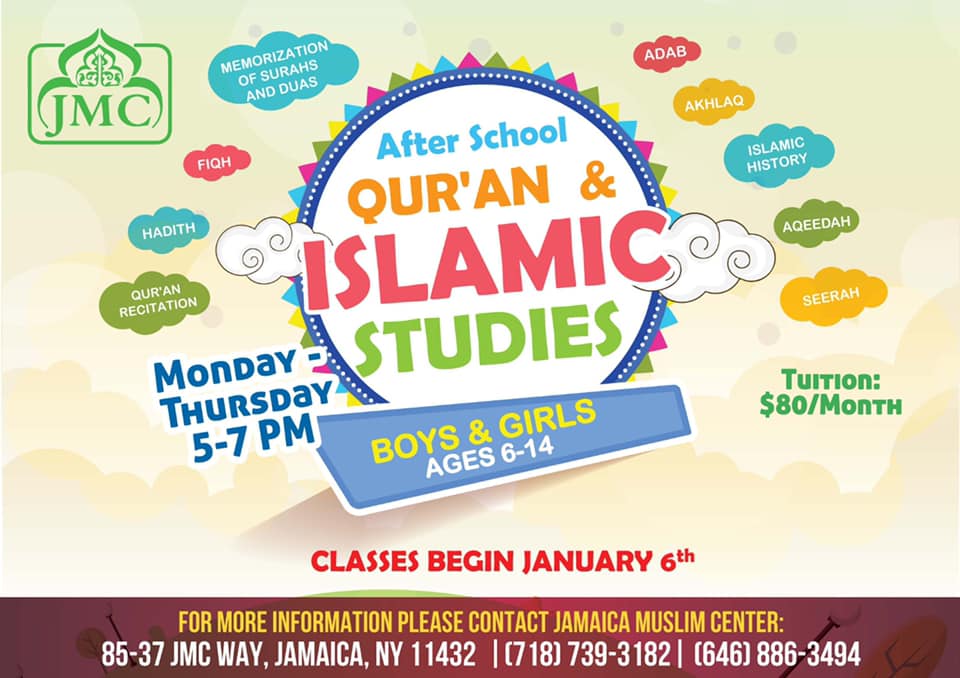 JMC
MEMORIZATION
OF SURAHS
AND DUAS
FIQH
HADITH
QUR'AN
RECITATION
ADAB
AKHLAQ
ISLAMIC
HISTORY
AQEEDAH
SEERAH
After School
QUR'AN &
ISLAMIC
STUDIES
Monday -
Thursday
5-7 PM
BOYS & GIRLS
AGES 6-14
Tuition:
$80/Month
CLASSES BEGIN JANUARY 6th
FOR MORE INFORMATION PLEASE CONTACT JAMAICA MUSLIM CENTER:
85-37 JMC WAY, JAMAICA, NY 11432 | (718) 739-3182 | (646) 886-3494